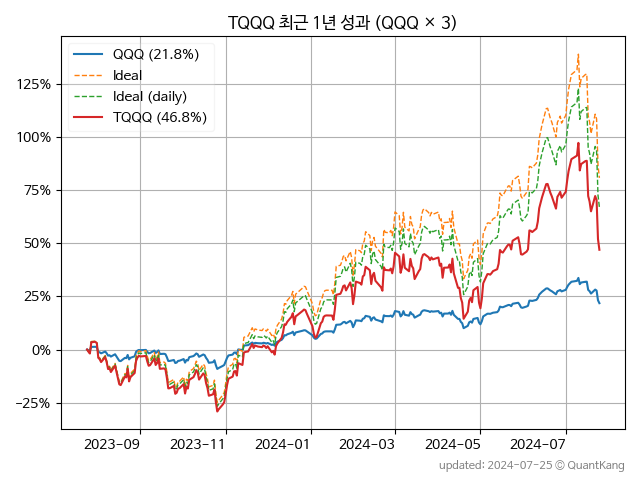 TQQQ 최근 1년 성과 (QQQ × 3)
QQQ (21.8%)
Ideal
Ideal (daily)
TQQQ (46.8%)
125%
100%
75%
50%
25%
0%
−25%
2023−09
2023−11
2024−01
2024−03
2024−05
2024−07
updated: 2024-07-25 © QuantKang